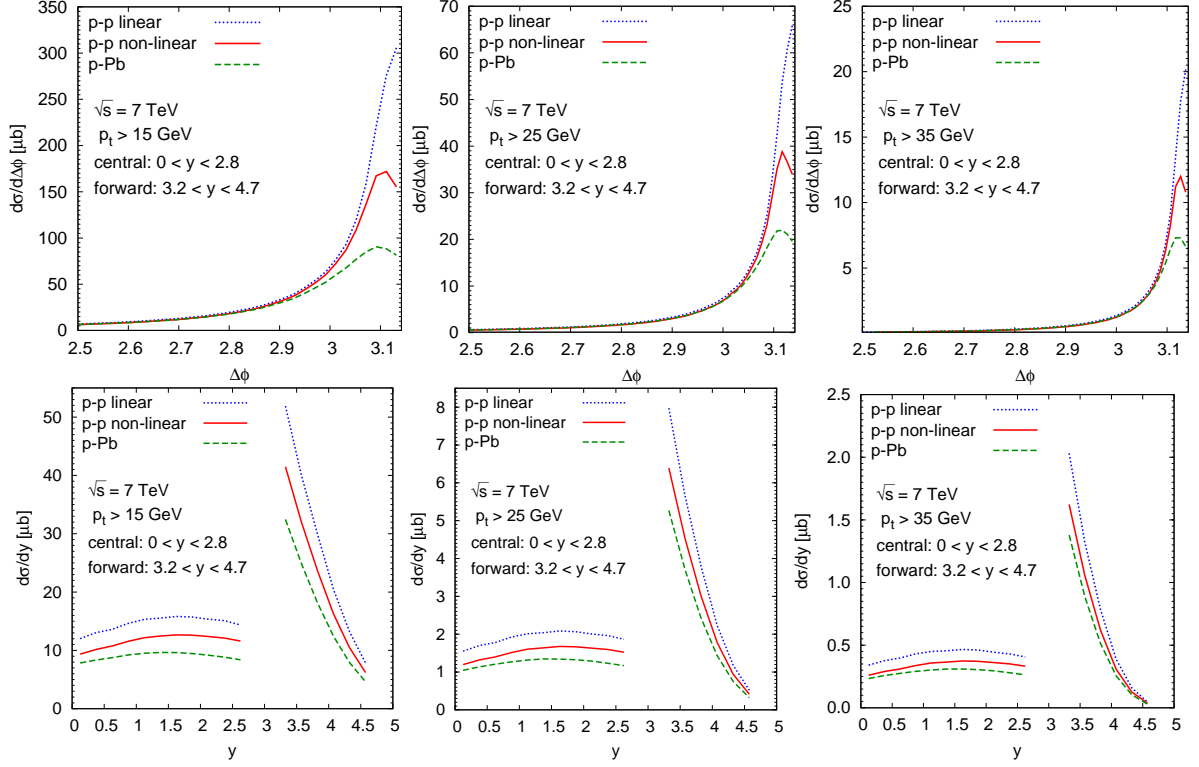 p-p linear
p-p non-linear
p-Pb
√s = 7 TeV
p_t > 15 GeV
central: 0 < y < 2.8
forward: 3.2 < y < 4.7
dσ/dΔφ [μb]
350
300
250
200
150
100
50
0
2.5 2.6 2.7 2.8 2.9 3 3.1
Δφ
p-p linear
p-p non-linear
p-Pb
√s = 7 TeV
p_t > 25 GeV
central: 0 < y < 2.8
forward: 3.2 < y < 4.7
dσ/dΔφ [μb]
70
60
50
40
30
20
10
0
2.5 2.6 2.7 2.8 2.9 3 3.1
Δφ
p-p linear
p-p non-linear
p-Pb
√s = 7 TeV
p_t > 35 GeV
central: 0 < y < 2.8
forward: 3.2 < y < 4.7
dσ/dΔφ [μb]
25
20
15
10
5
2.5 2.6 2.7 2.8 2.9 3 3.1
Δφ
p-p linear
p-p non-linear
p-Pb
√s = 7 TeV
p_t > 15 GeV
central: 0 < y < 2.8
forward: 3.2 < y < 4.7
dσ/dy [μb]
50
40
30
20
10
0
0 0.5 1 1.5 2 2.5 3 3.5 4 4.5 5
y
p-p linear
p-p non-linear
p-Pb
√s = 7 TeV
p_t > 25 GeV
central: 0 < y < 2.8
forward: 3.2 < y < 4.7
dσ/dy [μb]
8
7
6
5
4
3
2
1
0
0 0.5 1 1.5 2 2.5 3 3.5 4 4.5 5
y
p-p linear
p-p non-linear
p-Pb
√s = 7 TeV
p_t > 35 GeV
central: 0 < y < 2.8
forward: 3.2 < y < 4.7
dσ/dy [μb]
2.5
2.0
1.5
1.0
0.5
0.0
0 0.5 1 1.5 2 2.5 3 3.5 4 4.5 5
y